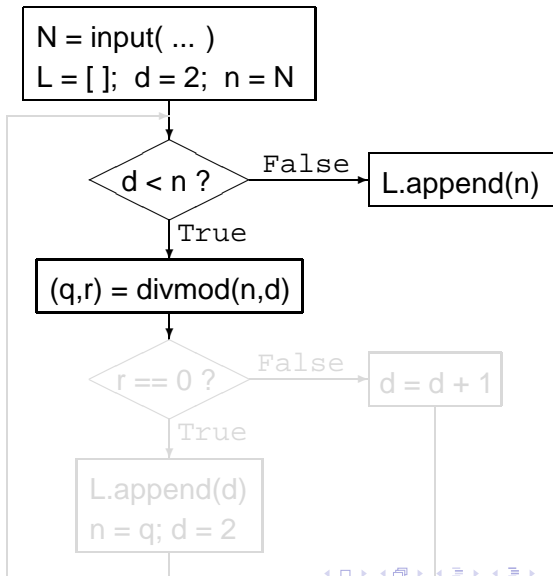 N = input( ... )
L = [ ]; d = 2; n = N
d < n ?
False
L.append(n)
True
(q,r) = divmod(n,d)
r == 0 ?
False
d = d + 1
True
L.append(d)
n = q; d = 2